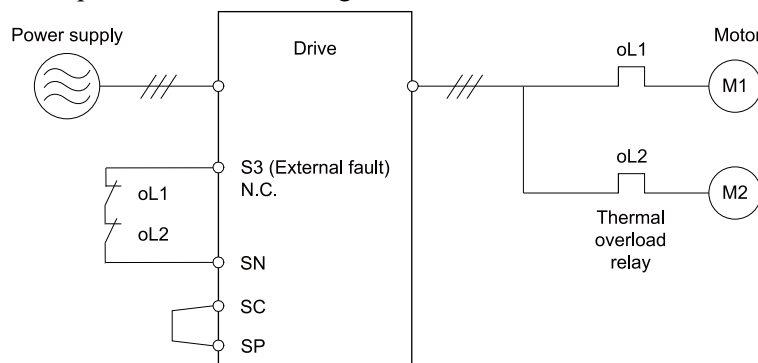 Power supply
Drive
oL1
Motor
M1
S3 (External fault)
N.C.
oL1
oL2
oL2
M2
Thermal
overload
relay
SN
SC
SP